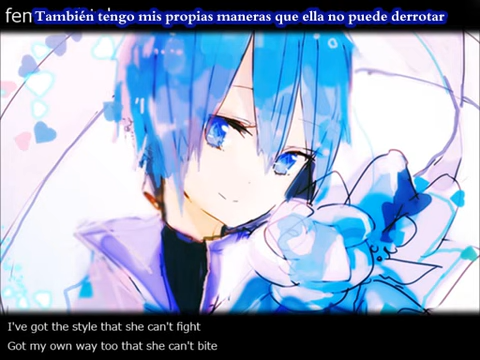 También tengo mis propias maneras que ella no puede derrotar
I've got the style that she can't fight
Got my own way too that she can't bite